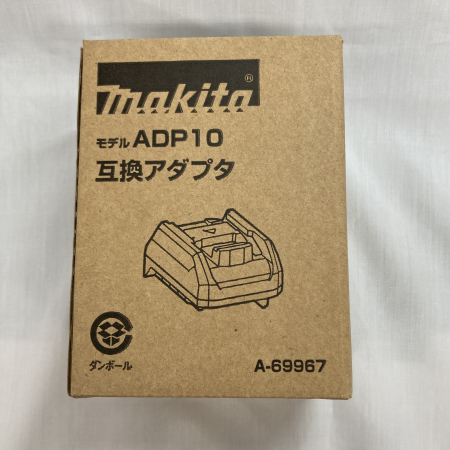 makita®
モデル ADP10
互換アダプタ
ダンボール
A-69967